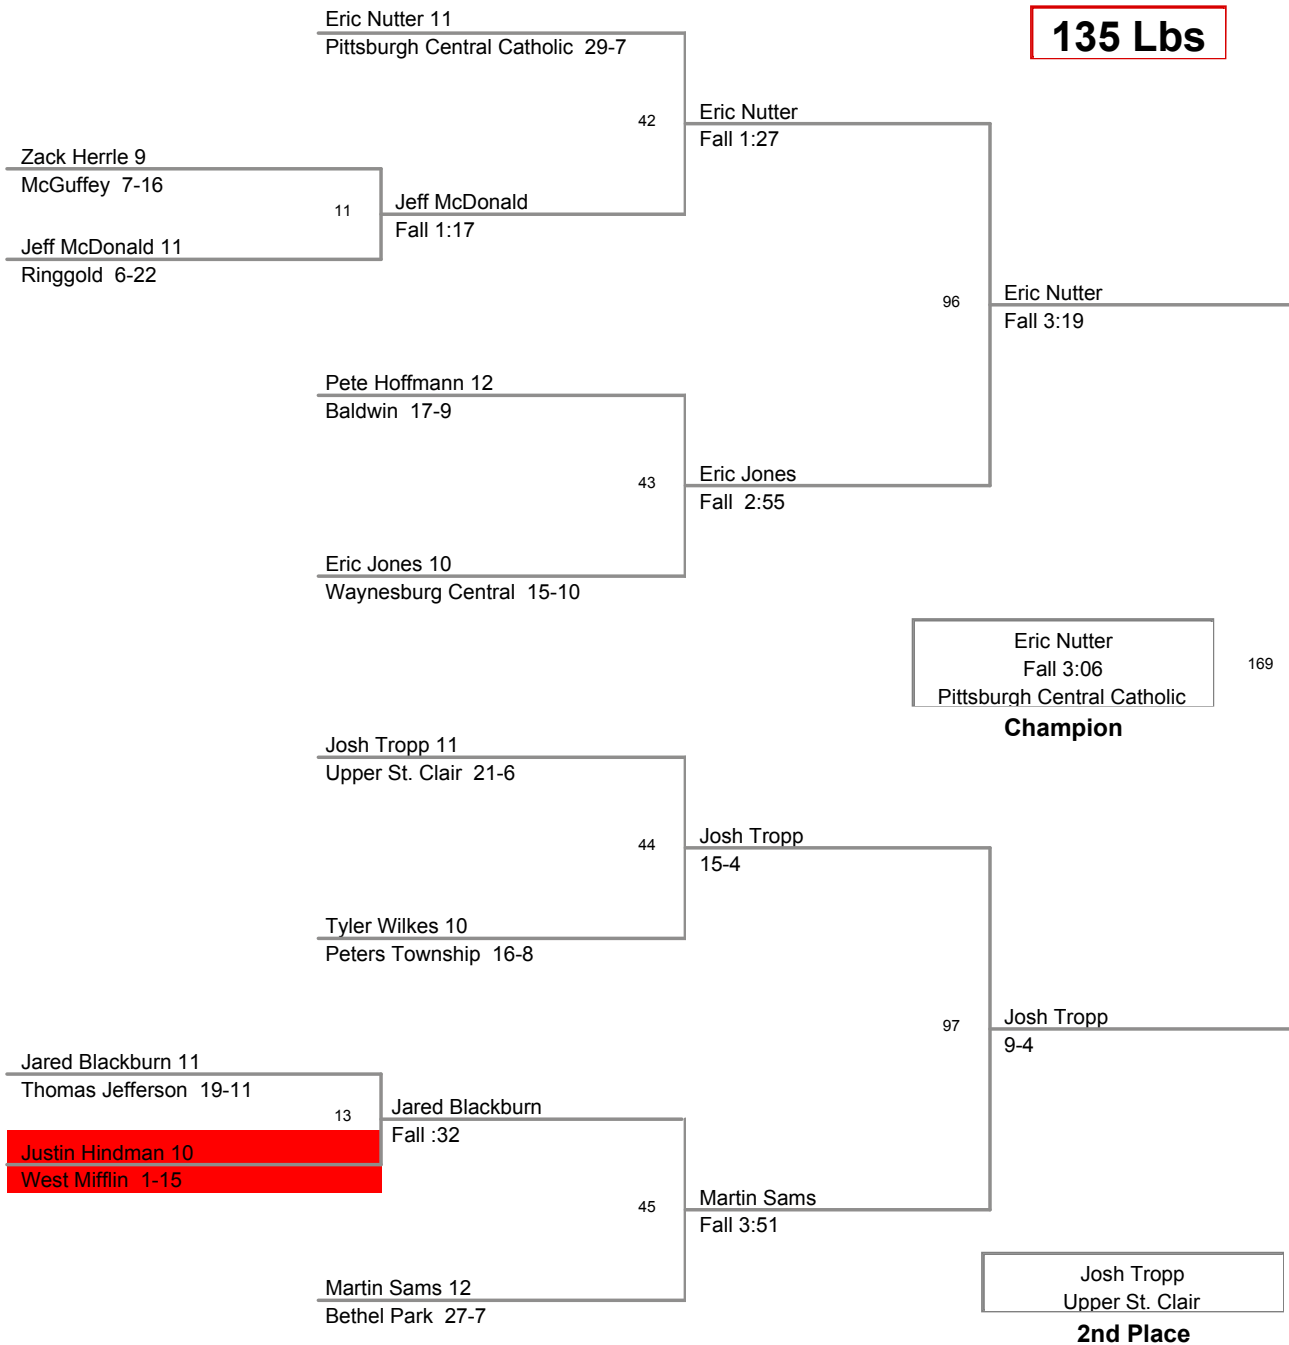 Eric Nutter 11
135 Lbs
Pittsburgh Central Catholic 29-7
42
Eric Nutter
Fall 1:27
Zack Herrle 9
McGuffey 7-16
11
Jeff McDonald
Fall 1:17
Jeff McDonald 11
Ringgold 6-22
96
Eric Nutter
Fall 3:19
Pete Hoffmann 12
Baldwin 17-9
43
Eric Jones
Fall 2:55
Eric Jones 10
Waynesburg Central 15-10
Eric Nutter
Fall 3:06
Pittsburgh Central Catholic
169
Champion
Josh Tropp 11
Upper St. Clair 21-6
44
Josh Tropp
15-4
Tyler Wilkes 10
Peters Township 16-8
97
Josh Tropp
9-4
Jared Blackburn 11
Thomas Jefferson 19-11
13
Jared Blackburn
Fall :32
Justin Hindman 10
West Mifflin 1-15
45
Martin Sams
Fall 3:51
Martin Sams 12
Bethel Park 27-7
Josh Tropp
Upper St. Clair
2nd Place